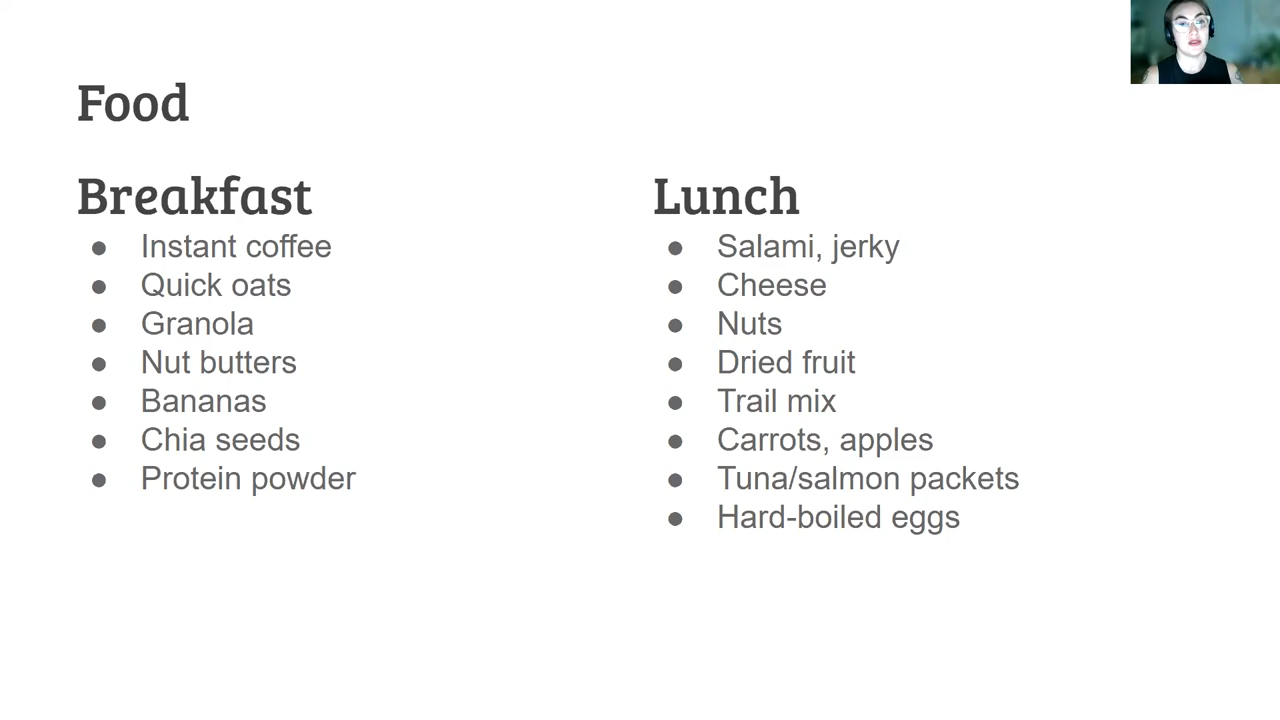 Food
Breakfast
Instant coffee
Quick oats
Granola
Nut butters
Bananas
Chia seeds
Protein powder
Lunch
Salami, jerky
Cheese
Nuts
Dried fruit
Trail mix
Carrots, apples
Tuna/salmon packets
Hard-boiled eggs